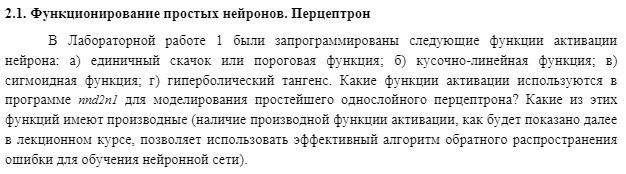 2.1. Функционирование простых нейронов. Перцептрон
В Лабораторной работе 1 были запрограммированы следующие функции активации
нейрона: а) единичный скачок или пороговая функция; б) кусочно-линейная функция; в)
сигмоидная функция; г) гиперболический тангенс. Какие функции активации используются в
программе nnd2n1 для моделирования простейшего однослойного перцептрона? Какие из этих
функций имеют производные (наличие производной функции активации, как будет показано далее
в лекционном курсе, позволяет использовать эффективный алгоритм обратного распространения
ошибки для обучения нейронной сети).